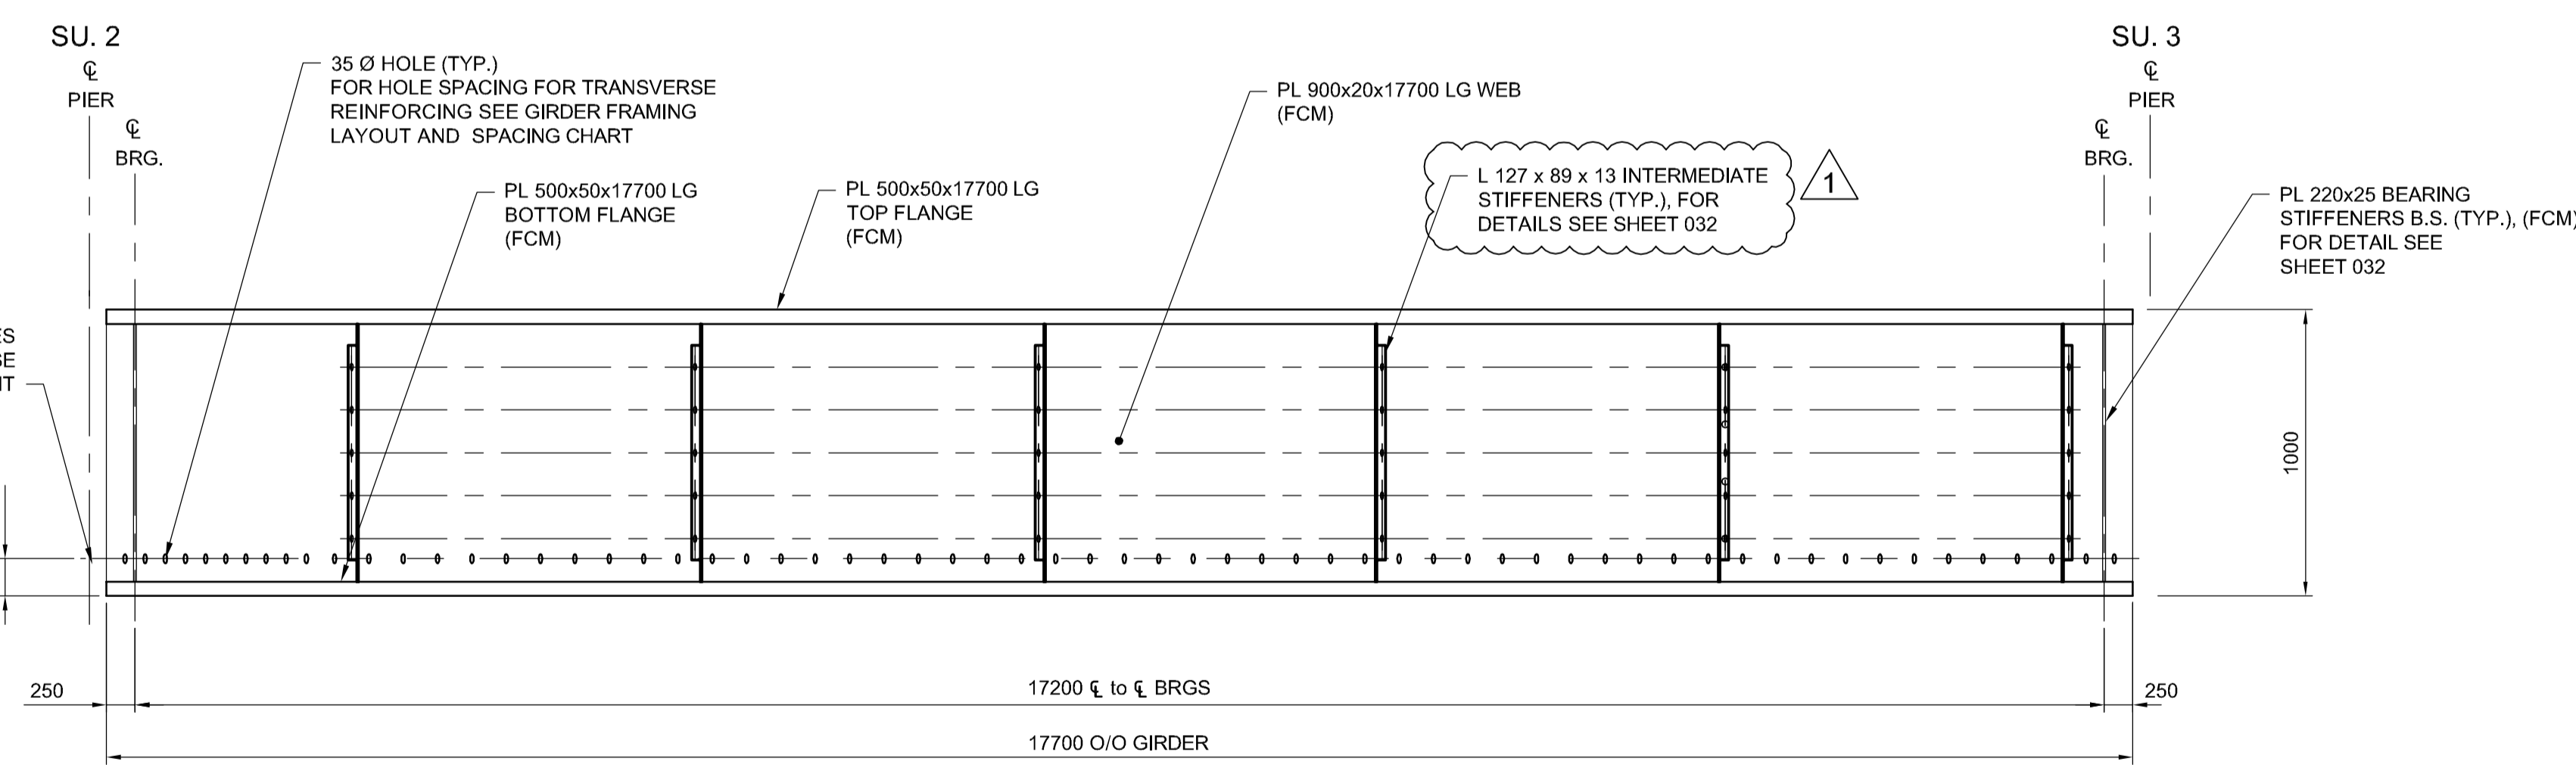 SU. 2
℄
PIER
℄
BRG.
35 Ø HOLE (TYP.)
FOR HOLE SPACING FOR TRANSVERSE
REINFORCING SEE GIRDER FRAMING
LAYOUT AND SPACING CHART
PL 500x50x17700 LG
BOTTOM FLANGE
(FCM)
PL 500x50x17700 LG
TOP FLANGE
(FCM)
PL 900x20x17700 LG WEB
(FCM)
L 127 x 89 x 13 INTERMEDIATE
STIFFENERS (TYP.), FOR
DETAILS SEE SHEET 032
1
SU. 3
℄
PIER
℄
BRG.
PL 220x25 BEARING
STIFFENERS B.S. (TYP.), (FCM)
FOR DETAIL SEE
SHEET 032
1000
250
17200 ℄ to ℄ BRGS
250
17700 O/O GIRDER